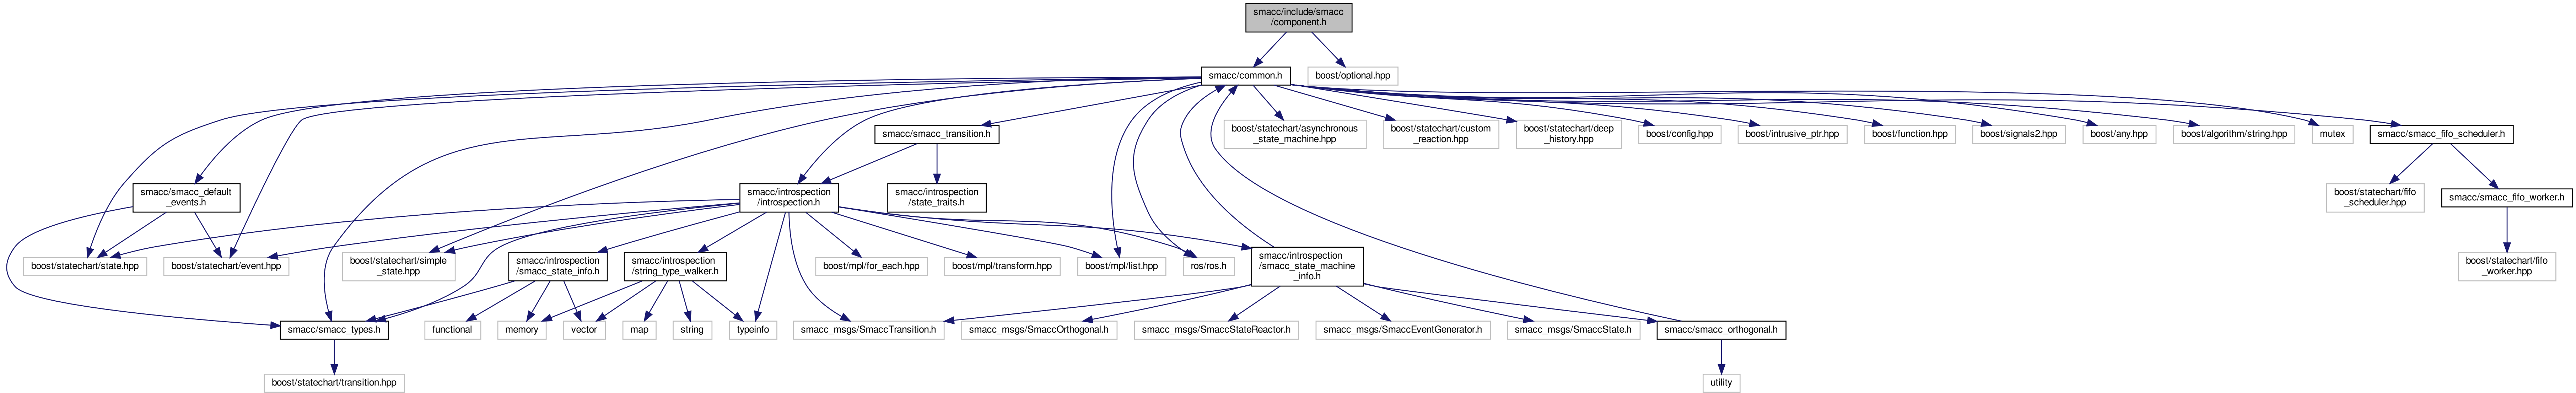 smacc/include/smacc
/component.h
smacc/common.h
boost/optional.hpp
smacc/smacc_transition.h
boost/statechart/asynchronous
_state_machine.hpp
boost/statechart/custom
_reaction.hpp
boost/statechart/deep
_history.hpp
boost/config.hpp
boost/intrusive_ptr.hpp
boost/function.hpp
boost/signals2.hpp
boost/any.hpp
boost/algorithm/string.hpp
mutex
smacc/smacc_fifo_scheduler.h
smacc/smacc_default
_events.h
smacc/introspection
/introspection.h
smacc/introspection
/state_traits.h
boost/statechart/fifo
_scheduler.hpp
smacc/smacc_fifo_worker.h
boost/statechart/state.hpp
boost/statechart/event.hpp
boost/statechart/simple
_state.hpp
smacc/introspection
/smacc_state_info.h
smacc/introspection
/string_type_walker.h
boost/mpl/for_each.hpp
boost/mpl/transform.hpp
boost/mpl/list.hpp
ros/ros.h
smacc/introspection
/smacc_state_machine
_info.h
boost/statechart/fifo
_worker.hpp
smacc/smacc_types.h
functional
memory
vector
map
string
typeinfo
smacc_msgs/SmaccTransition.h
smacc_msgs/SmaccOrthogonal.h
smacc_msgs/SmaccStateReactor.h
smacc_msgs/SmaccEventGenerator.h
smacc_msgs/SmaccState.h
smacc/smacc_orthogonal.h
boost/statechart/transition.hpp
utility